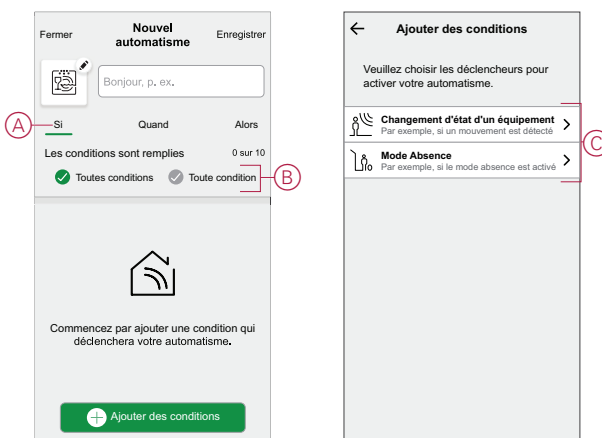 Fermer
Nouvel
automatisme
Enregistrer
Bonjour, p. ex.
A
Si
Quand
Alors
Les conditions sont remplies
0 sur 10
Toutes conditions
Toute condition
B
Commencez par ajouter une condition qui
déclenchera votre automatisme.
Ajouter des conditions
Ajouter des conditions
Veuillez choisir les déclencheurs pour
activer votre automatisme.
Changement d'état d'un équipement
Par exemple, si un mouvement est détecté
Mode Absence
Par exemple, si le mode absence est activé
C